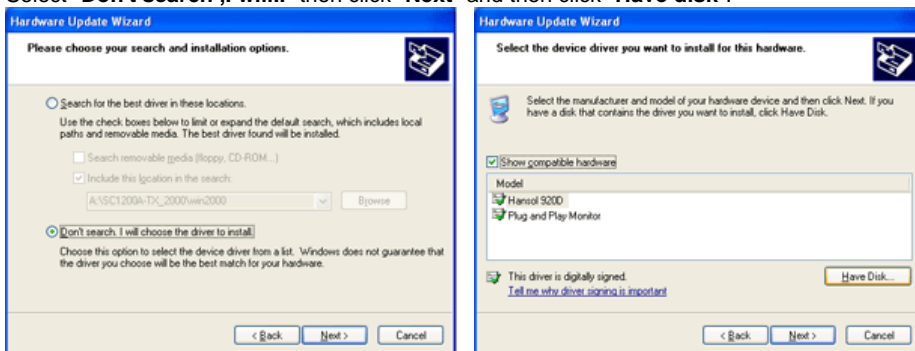 Select "Don't search ,I will..." then click "Next" and then click "Have disk".
Hardware Update Wizard
Please choose your search and installation options.
Search for the best driver in these locations.
Use the check boxes below to limit or expand the default search, which includes local
paths and removable media. The best driver found will be installed.
Search removable media (floppy, CD-ROM...)
Include this location in the search:
A:\SC1200A-TX_2000\win2000
Browse
Don't search. I will choose the driver to install.
Choose this option to select the device driver from a list. Windows does not guarantee that
the driver you choose will be the best match for your hardware.
< Back
Next >
Cancel
Hardware Update Wizard
Select the device driver you want to install for this hardware.
Select the manufacturer and model of your hardware device and then click Next. If you
have a disk that contains the driver you want to install, click Have Disk.
Show compatible hardware
Model
Hansol 920D
Plug and Play Monitor
This driver is digitally signed.
Tell me why driver signing is important
Have Disk...
< Back
Next >
Cancel